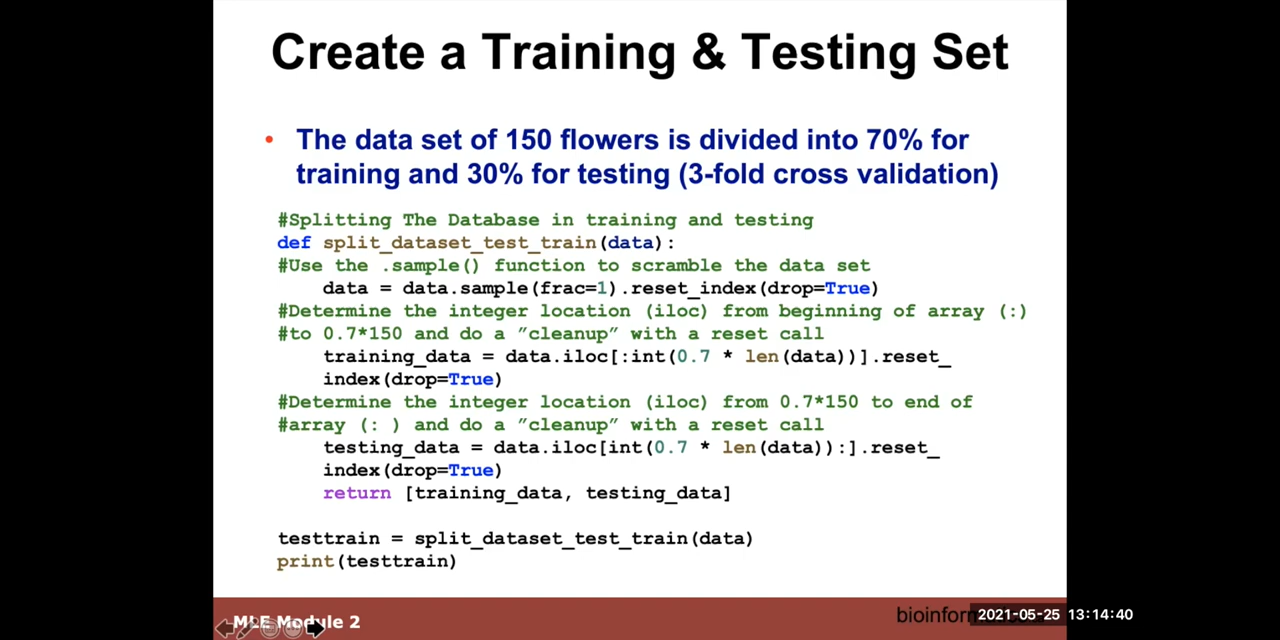 Create a Training & Testing Set
• The data set of 150 flowers is divided into 70% for
training and 30% for testing (3-fold cross validation)
#Splitting The Database in training and testing
def split_dataset_test_train(data):
#Use the .sample() function to scramble the data set
data = data.sample(frac=1).reset_index(drop=True)
#Determine the integer location (iloc) from beginning of array (:)
#to 0.7*150 and do a ”cleanup” with a reset call
training_data = data.iloc[:int(0.7 * len(data))].reset_
index(drop=True)
#Determine the integer location (iloc) from 0.7*150 to end of
#array (: ) and do a ”cleanup” with a reset call
testing_data = data.iloc[int(0.7 * len(data)):].reset_
index(drop=True)
return [training_data, testing_data]
testtrain = split_dataset_test_train(data)
print(testtrain)
MLE Module 2
2021-05-25 13:14:40